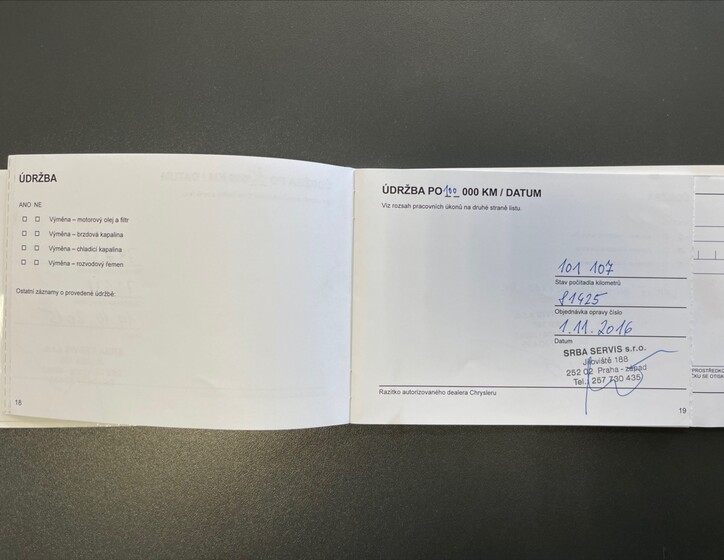 ÚDRŽBA
ANO NE
Výměna – motorový olej a filtr
Výměna – brzdová kapalina
Výměna – chladicí kapalina
Výměna – rozvodový řemen
Ostatní záznamy o provedené údržbě:
18
ÚDRŽBA PO 100 000 KM / DATUM
Viz rozsah pracovních úkonů na druhé straně listu.
101 107
Stav počitadla kilometrů
81425
Objednávka opravy číslo
1.11.2016
Datum
SRBA SERVIS s.r.o.
Jíloviště 188
252 02 Praha - západ
Tel.: 257 730 435
Razítko autorizovaného dealera Chrysleru
19